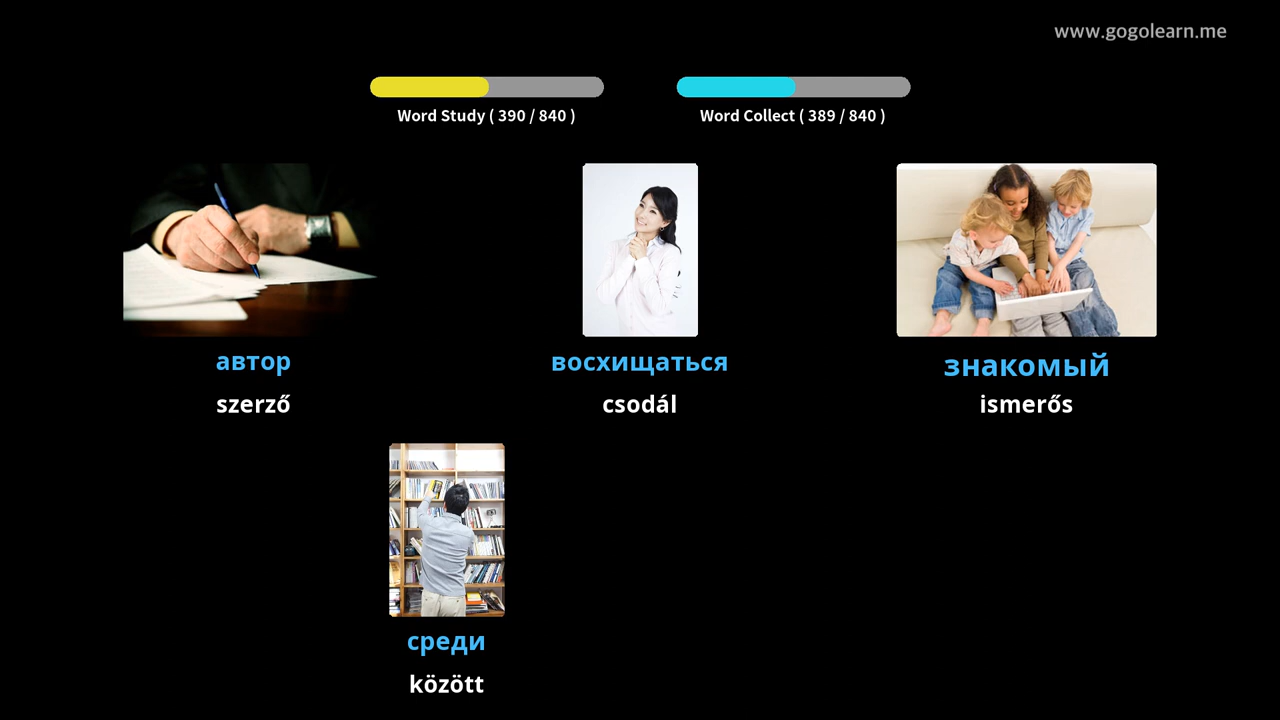 www.gogolearn.me
Word Study ( 390 / 840 )
Word Collect ( 389 / 840 )
автор
szerző
восхищаться
csodál
знакомый
ismerős
среди
között